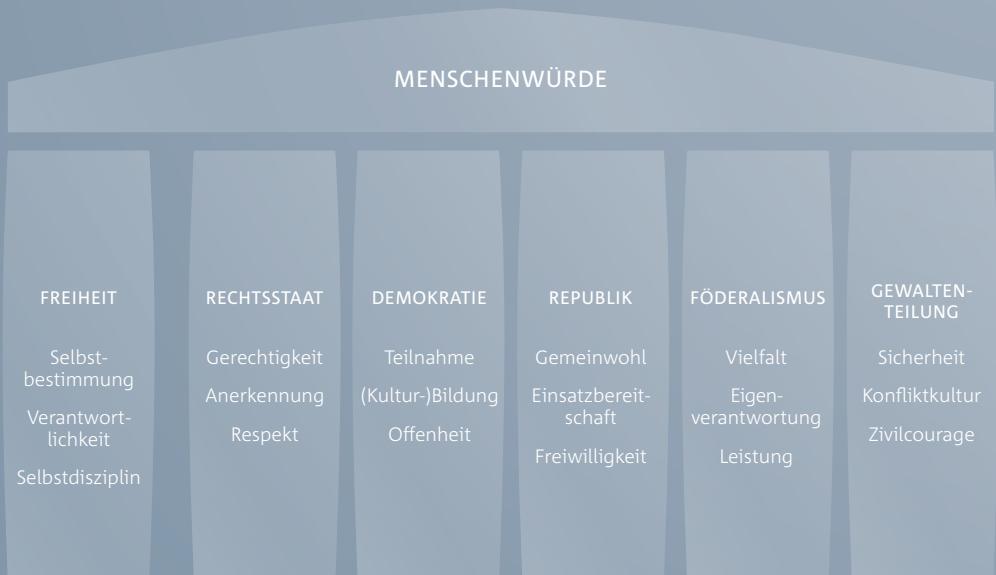 MENSCHENWÜRDE
FREIHEIT
Selbst-
bestimmung
Verantwort-
lichkeit
Selbstdisziplin
RECHTSSTAAT
Gerechtigkeit
Anerkennung
Respekt
DEMOKRATIE
Teilnahme
(Kultur-)Bildung
Offenheit
REPUBLIK
Gemeinwohl
Einsatzbereit-
schaft
Freiwilligkeit
FÖDERALISMUS
Vielfalt
Eigen-
verantwortung
Leistung
GEWALTEN-
TEILUNG
Sicherheit
Konfliktkultur
Zivilcourage